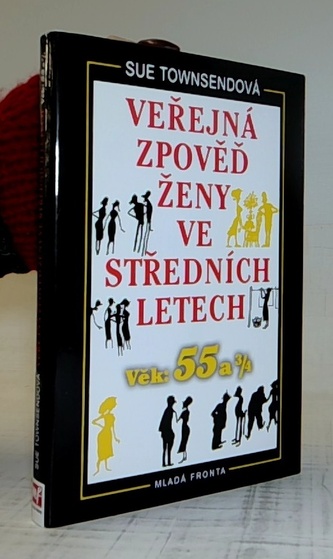 SUE TOWNSENDOVÁ
VEŘEJNÁ
ZPOVĚĎ
ŽENY
VE
STŘEDNÍCH
LETECH
Věk: 55 a 3/4
MLADÁ FRONTA
SUE TOWNSENDOVÁ